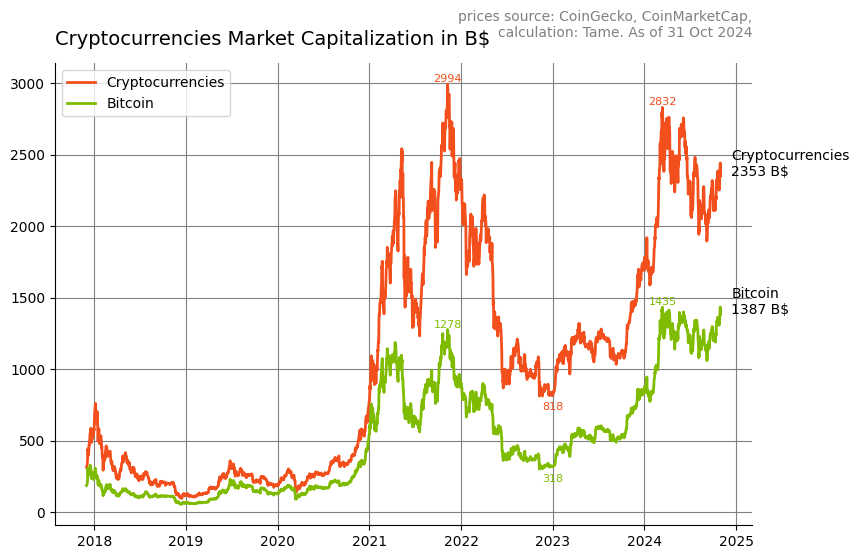 prices source: CoinGecko, CoinMarketCap,
calculation: Tame. As of 31 Oct 2024
Cryptocurrencies Market Capitalization in B$
Cryptocurrencies
Bitcoin
3000
2500
2000
1500
1000
500
0
2994
2832
1278
1435
818
318
Cryptocurrencies
2353 B$
Bitcoin
1387 B$
2018
2019
2020
2021
2022
2023
2024
2025